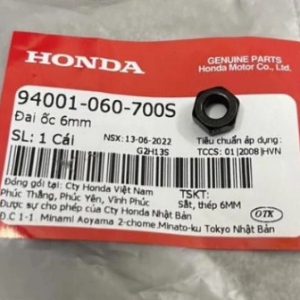 HONDA
GENUINE PARTS
Honda Motor Co., Ltd.
94001-060-700S
Đai ốc 6mm
SL: 1 Cái
NSX: 13-06-2022
G2H13S
Tiêu chuẩn áp dụng:
TCCS: 01|2008|HVN
Đóng gói tại: Cty Honda Việt Nam
Phúc Thắng, Phúc Yên, Vĩnh Phúc
Được sự cho phép của Cty Honda Nhật Bản
Đ.C 1-1. Minami Aoyama 2-chome.Minato-ku Tokyo Nhật Bản
TSKT:
Sắt, thép 6MM
OTK